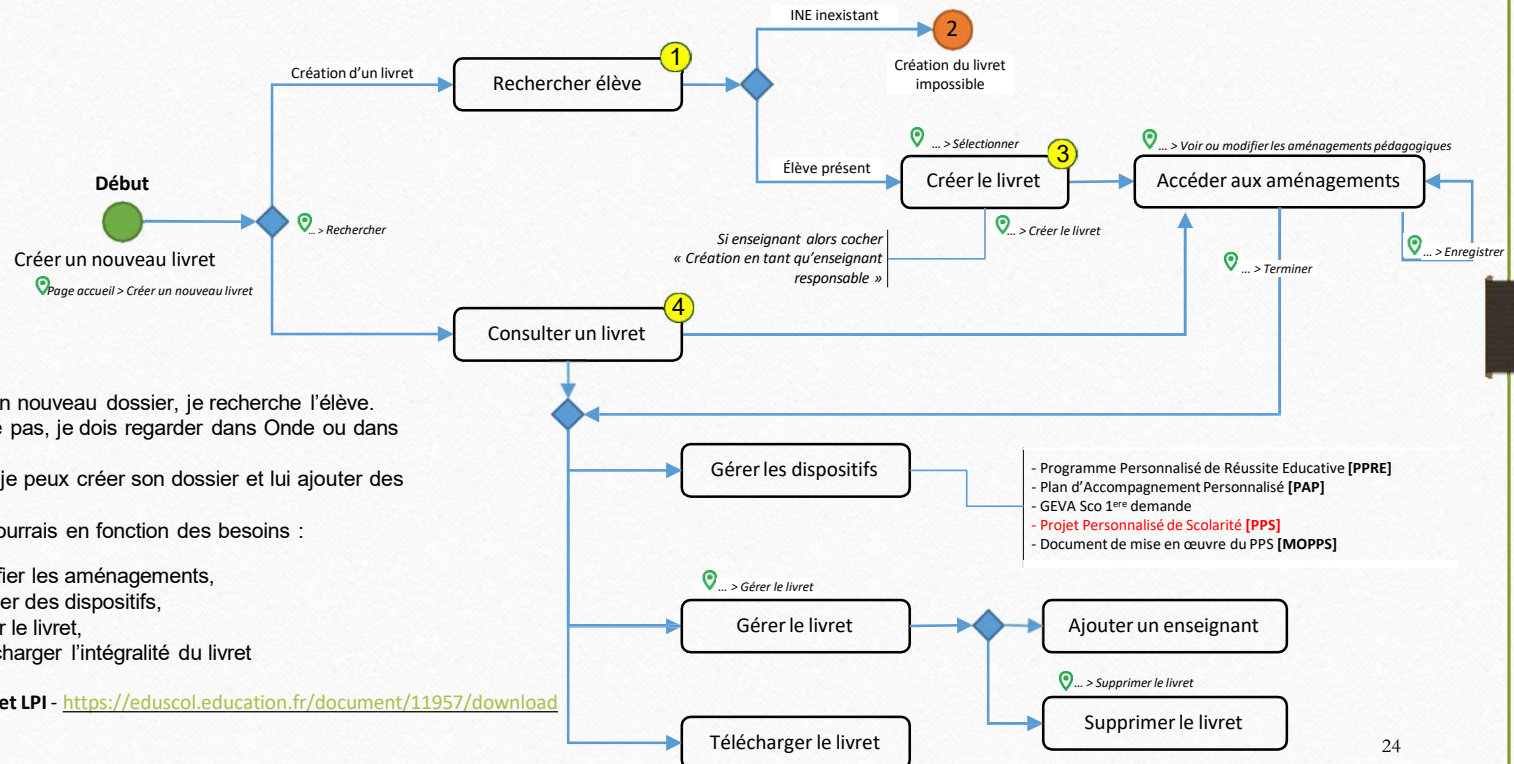 INE inexistant
2
Création du livret
impossible
Création d'un livret
1
Rechercher élève
Élève présent
... > Sélectionner
3
Créer le livret
... > Voir ou modifier les aménagements pédagogiques
Accéder aux aménagements
Début
... > Rechercher
Créer un nouveau livret
Page accueil > Créer un nouveau livret
Si enseignant alors cocher
« Création en tant qu'enseignant
responsable »
... > Créer le livret
... > Terminer
... > Enregistrer
4
Consulter un livret
n nouveau dossier, je recherche l'élève.
e pas, je dois regarder dans Onde ou dans
je peux créer son dossier et lui ajouter des
ourrais en fonction des besoins :
fier les aménagements,
er des dispositifs,
r le livret,
charger l'intégralité du livret
et LPI - https://eduscol.education.fr/document/11957/download
Gérer les dispositifs
- Programme Personnalisé de Réussite Educative [PPRE]
- Plan d'Accompagnement Personnalisé [PAP]
- GEVA Sco 1ere demande
- Projet Personnalisé de Scolarité [PPS]
- Document de mise en œuvre du PPS [MOPPS]
... > Gérer le livret
Gérer le livret
Ajouter un enseignant
... > Supprimer le livret
Supprimer le livret
Télécharger le livret
24